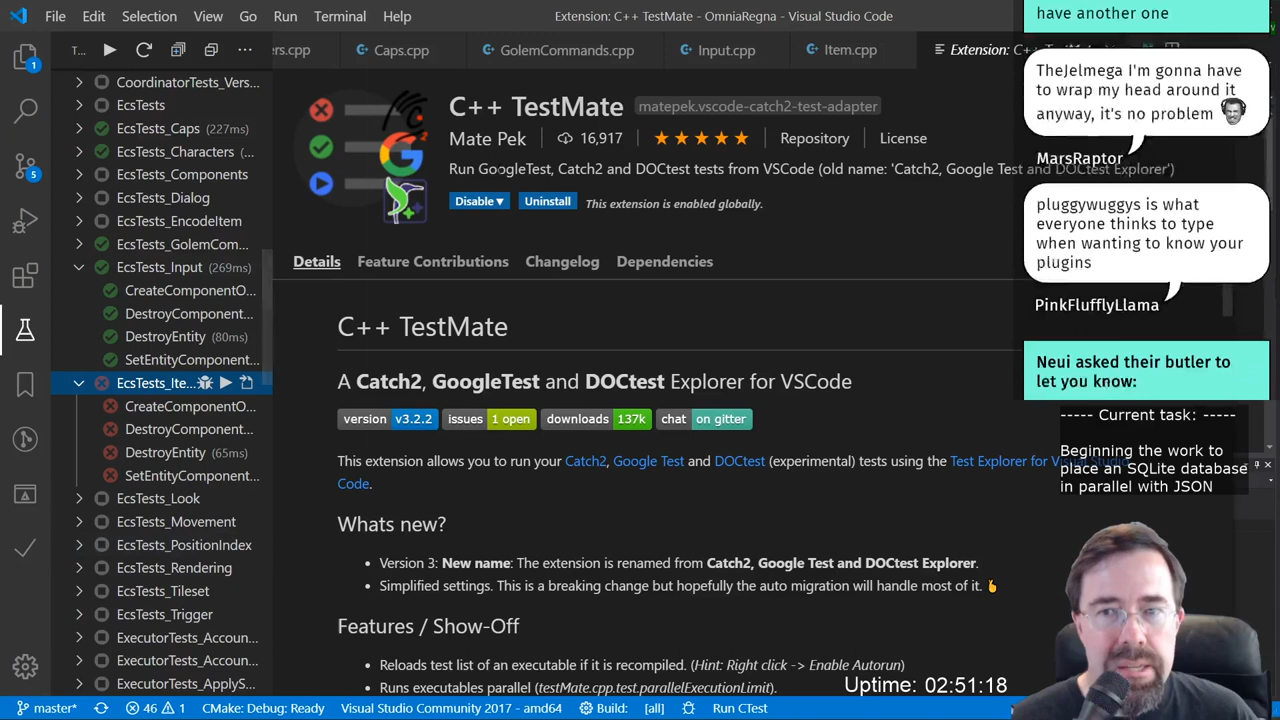 File Edit Selection View Go Run Terminal Help
Extension: C++ TestMate - OmniaRegna - Visual Studio Code
T...
ers.cpp
Caps.cpp
GolemCommands.cpp
Input.cpp
Item.cpp
Extension: C++
1
5
CoordinatorTests_Vers...
EcsTests
EcsTests_Caps (227ms)
EcsTests_Characters (...
EcsTests_Components
EcsTests_Dialog
EcsTests_EncodeItem
EcsTests_GolemCom...
EcsTests_Input (269ms)
CreateComponentO...
DestroyComponent...
DestroyEntity (80ms)
SetEntityComponent...
EcsTests_Ite...
CreateComponentO...
DestroyComponent...
DestroyEntity (65ms)
SetEntityComponent...
EcsTests_Look
EcsTests_Movement
EcsTests_PositionIndex
EcsTests_Rendering
EcsTests_Tileset
EcsTests_Trigger
ExecutorTests_Accoun...
ExecutorTests_Accoun...
ExecutorTests_ApplyS...
C++ TestMate
matepek.vscode-catch2-test-adapter
Mate Pek
16,917
Repository
License
Run GoogleTest, Catch2 and DOCtest tests from VSCode (old name: 'Catch2, Google Test and DOCtest Explorer')
Disable
Uninstall
This extension is enabled globally.
Details
Feature Contributions
Changelog
Dependencies
C++ TestMate
A Catch2, GoogleTest and DOCtest Explorer for VSCode
version v3.2.2
issues 1 open
downloads 137k
chat on gitter
This extension allows you to run your Catch2, Google Test and DOCtest (experimental) tests using the Test Explorer for Visual Studio
Code.
Whats new?
Version 3: New name: The extension is renamed from Catch2, Google Test and DOCtest Explorer.
Simplified settings. This is a breaking change but hopefully the auto migration will handle most of it.
Features / Show-Off
Reloads test list of an executable if it is recompiled. (Hint: Right click -> Enable Autorun)
Runs executables parallel (testMate.cpp.test.parallelExecutionLimit).
have another one
TheJelmega I'm gonna have
to wrap my head around it
anyway, it's no problem
MarsRaptor
pluggywuggys is what
everyone thinks to type
when wanting to know your
plugins
PinkFlufflyLlama
Neui asked their butler to
let you know:
----- Current task: -----
Beginning the work to
place an SQLite database
in parallel with JSON
Uptime: 02:51:18
master*
46
1
CMake: Debug: Ready
Visual Studio Community 2017 - amd64
Build:
[all]
Run CTest